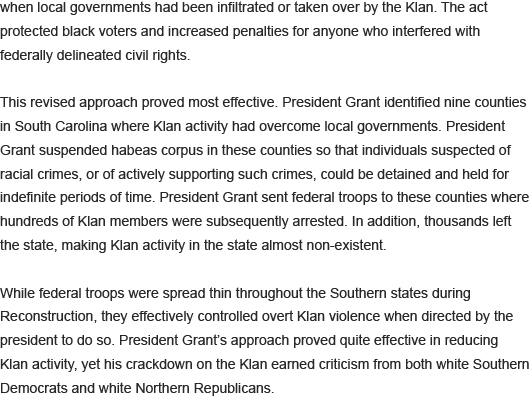 when local governments had been infiltrated or taken over by the Klan. The act
protected black voters and increased penalties for anyone who interfered with
federally delineated civil rights.
This revised approach proved most effective. President Grant identified nine counties
in South Carolina where Klan activity had overcome local governments. President
Grant suspended habeas corpus in these counties so that individuals suspected of
racial crimes, or of actively supporting such crimes, could be detained and held for
indefinite periods of time. President Grant sent federal troops to these counties where
hundreds of Klan members were subsequently arrested. In addition, thousands left
the state, making Klan activity in the state almost non-existent.
While federal troops were spread thin throughout the Southern states during
Reconstruction, they effectively controlled overt Klan violence when directed by the
president to do so. President Grant's approach proved quite effective in reducing
Klan activity, yet his crackdown on the Klan earned criticism from both white Southern
Democrats and white Northern Republicans.